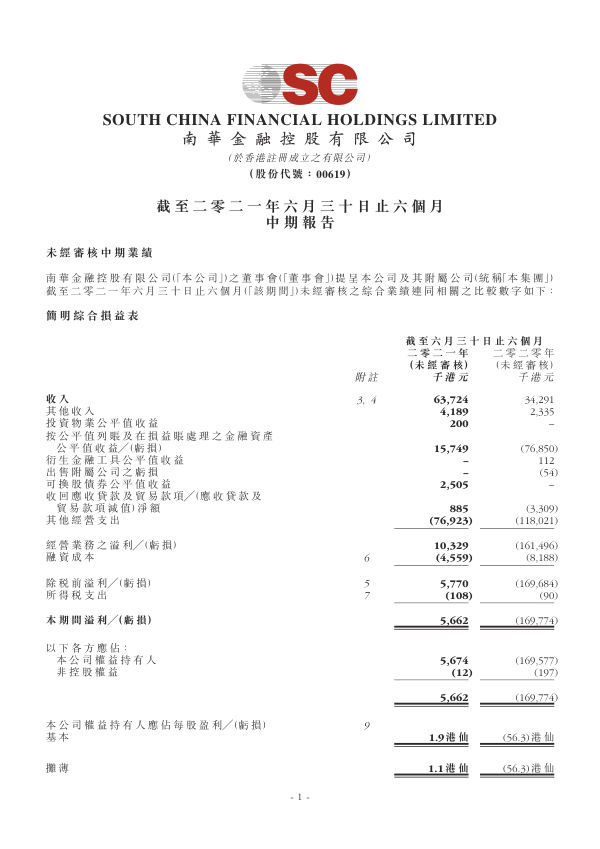 SC
SOUTH CHINA FINANCIAL HOLDINGS LIMITED
南華金融控股有限公司
(於香港註冊成立之有限公司)
(股份代號：00619)
截至二零二一年六月三十日止六個月
中期報告
未經審核中期業績
南華金融控股有限公司(「本公司」)之董事會(「董事會」)提呈本公司及其附屬公司(統稱「本集團」)
截至二零二一年六月三十日止六個月(「該期間」)未經審核之綜合業績連同相關之比較數字如下：
簡明綜合損益表
截至六月三十日止六個月
二零二一年 二零二零年
(未經審核) (未經審核)
附註 千港元 千港元
收入 3, 4 63,724 34,291
其他收入 4,189 2,335
投資物業公平值收益 200 –
按公平值列賬及在損益賬處理之金融資產
公平值收益／(虧損) 15,749 (76,850)
衍生金融工具公平值收益 – 112
出售附屬公司之虧損 – (54)
可換股債券公平值收益 2,505 –
收回應收貸款及貿易款項／(應收貸款及
貿易款項減值)淨額 885 (3,309)
其他經營支出 (76,923) (118,021)
經營業務之溢利／(虧損) 10,329 (161,496)
融資成本 6 (4,559) (8,188)
除稅前溢利／(虧損) 5 5,770 (169,684)
所得稅支出 7 (108) (90)
本期間溢利／(虧損) 5,662 (169,774)
以下各方應佔：
本公司權益持有人 5,674 (169,577)
非控股權益 (12) (197)
5,662 (169,774)
本公司權益持有人應佔每股盈利／(虧損) 9
基本 1.9港仙 (56.3)港仙
攤薄 1.1港仙 (56.3)港仙
- 1 -